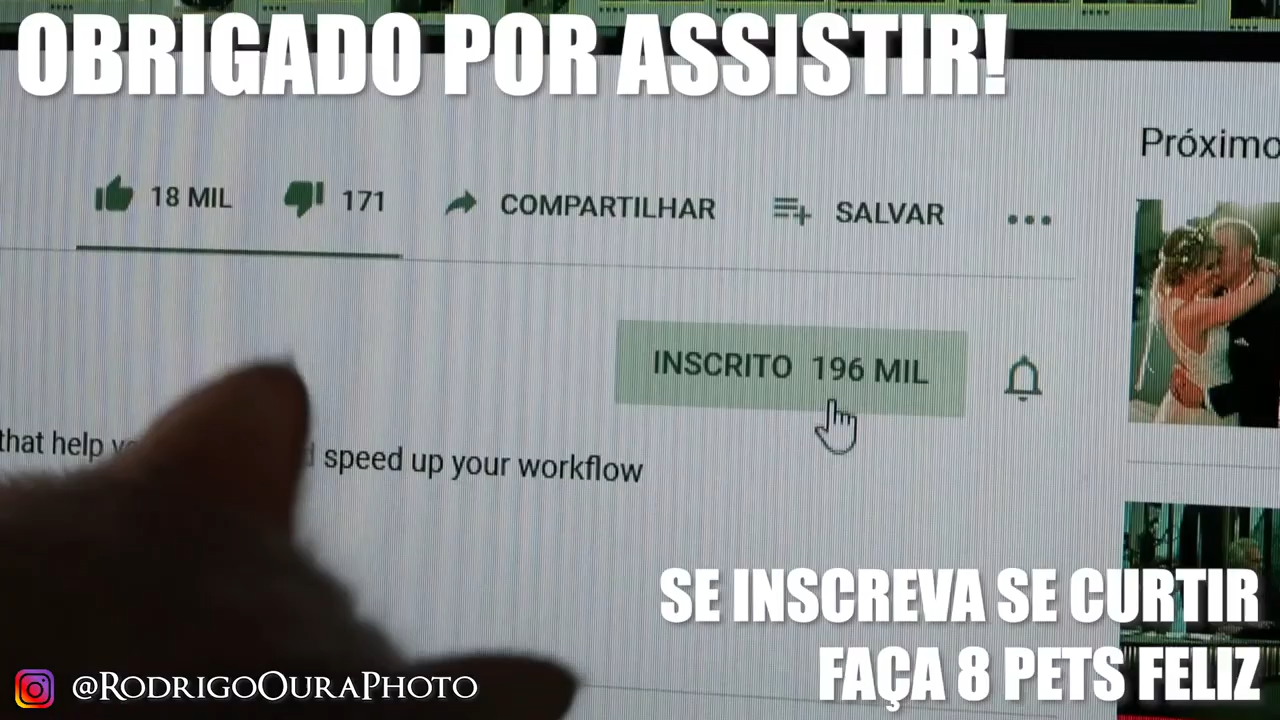 OBRIGADO POR ASSISTIR!
Próximo
18 MIL 171 COMPARTILHAR SALVAR
INSCRITO 196 MIL
that help speed up your workflow
SE INSCREVA SE CURTIR
FAÇA 8 PETS FELIZ
@RodrigoOuraPhoto